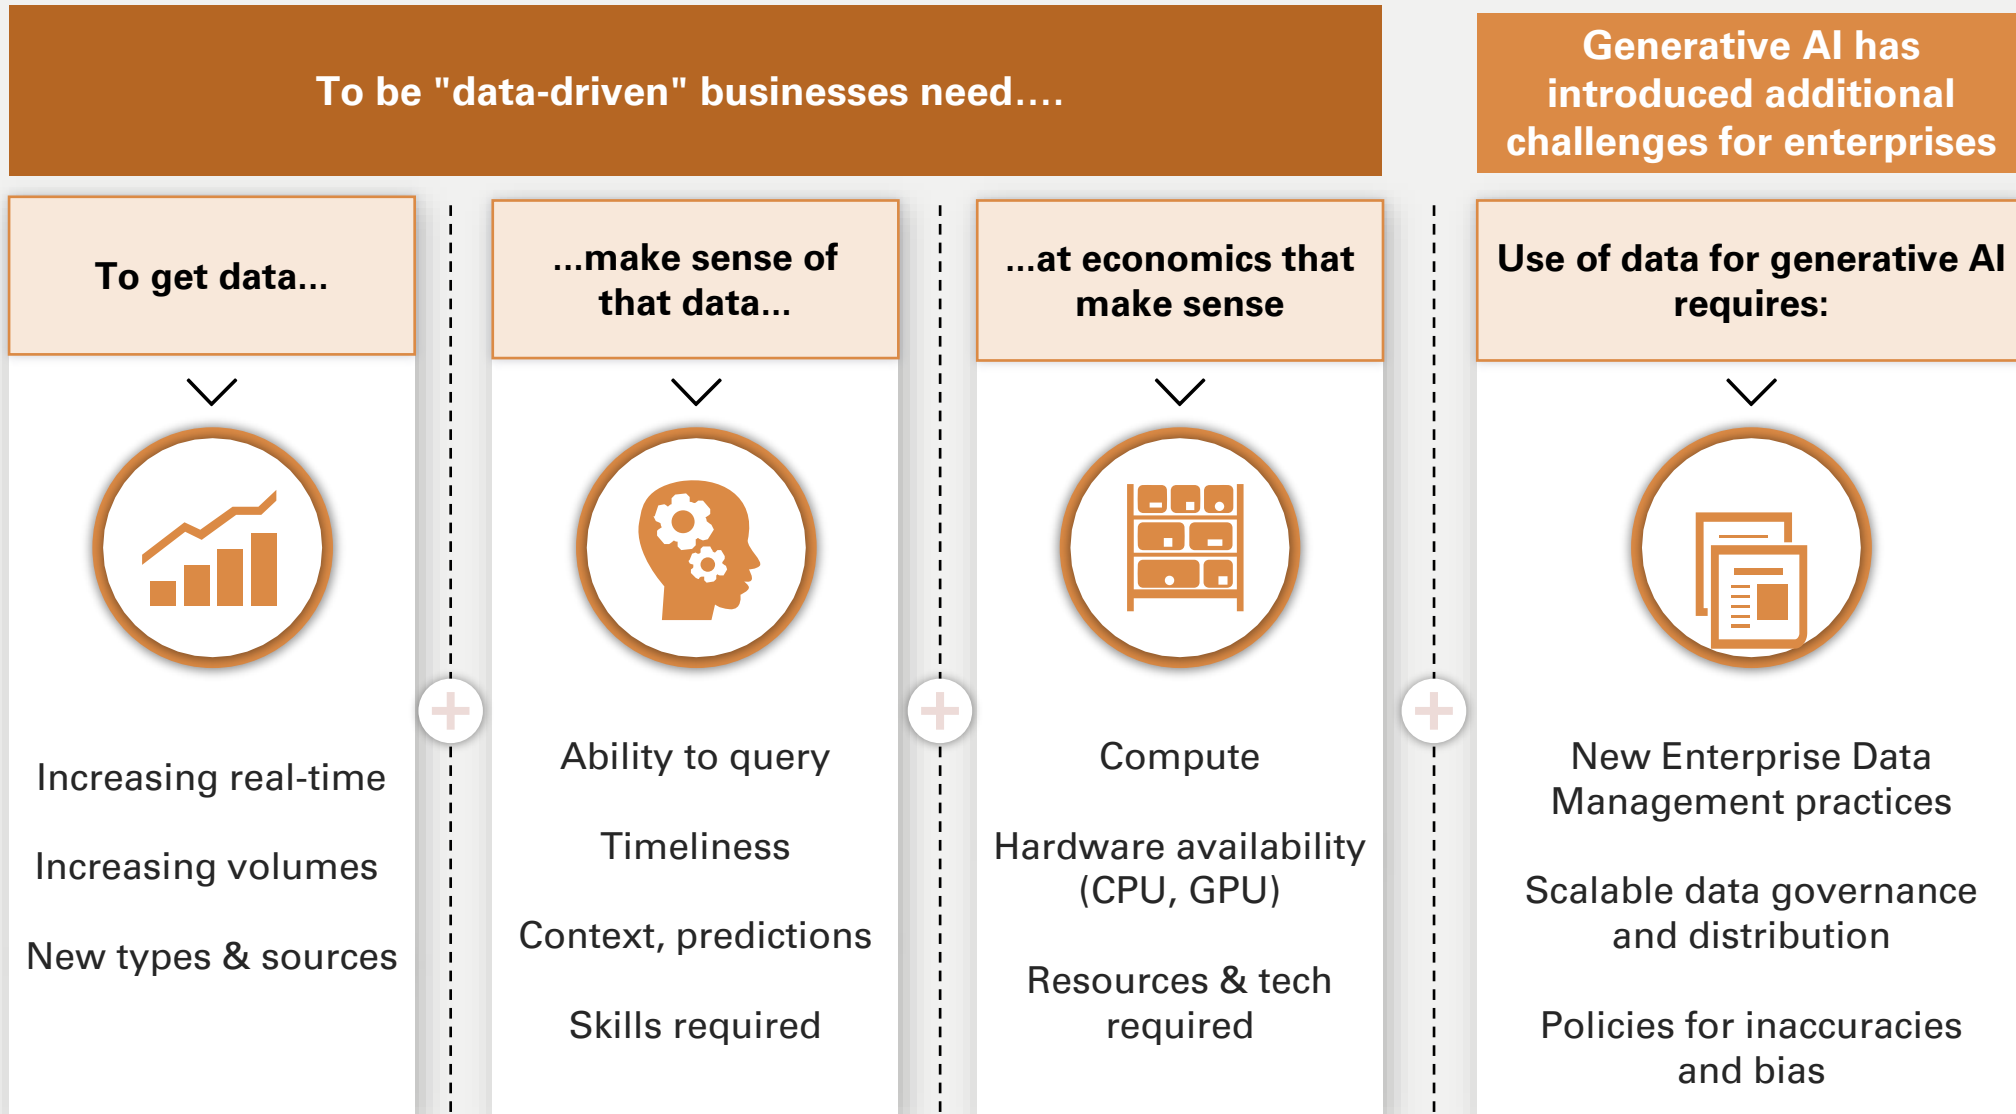 To be "data-driven" businesses need....
Generative AI has
introduced additional
challenges for enterprises
To get data...
Increasing real-time
Increasing volumes
New types & sources
...make sense of
that data...
Ability to query
Timeliness
Context, predictions
Skills required
...at economics that
make sense
Compute
Hardware availability
(CPU, GPU)
Resources & tech
required
Use of data for generative AI
requires:
New Enterprise Data
Management practices
Scalable data governance
and distribution
Policies for inaccuracies
and bias